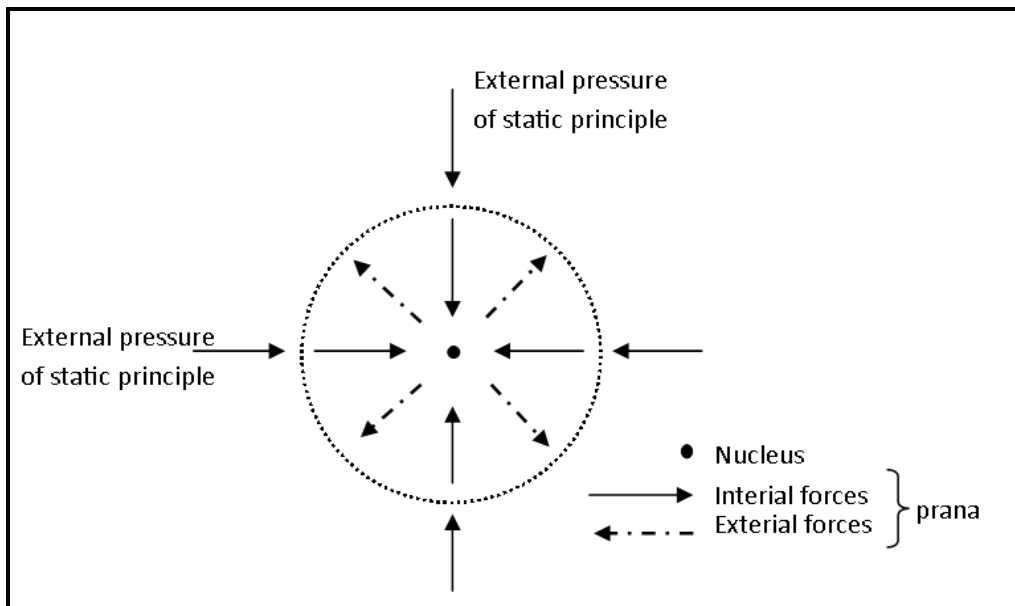 External pressure
of static principle
External pressure
of static principle
Nucleus
Interial forces
Exterial forces
prana